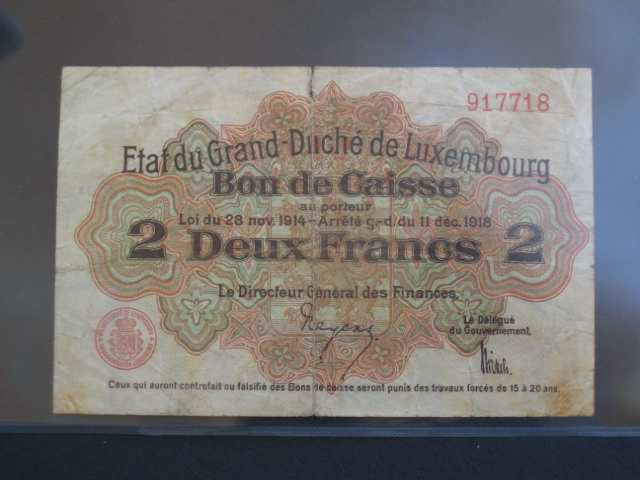 917718
Etat du Grand-Duché de Luxembourg
Bon de Caisse
au porteur
Loi du 28 nov. 1914 - Arrêté g.-d. du 11 déc. 1918
2 Deux Francs 2
Le Directeur Général des Finances,
Le Délégué
du Gouvernement,
Ceux qui auront contrefait ou falsifié des Bons de caisse seront punis des travaux forcés de 15 à 20 ans.